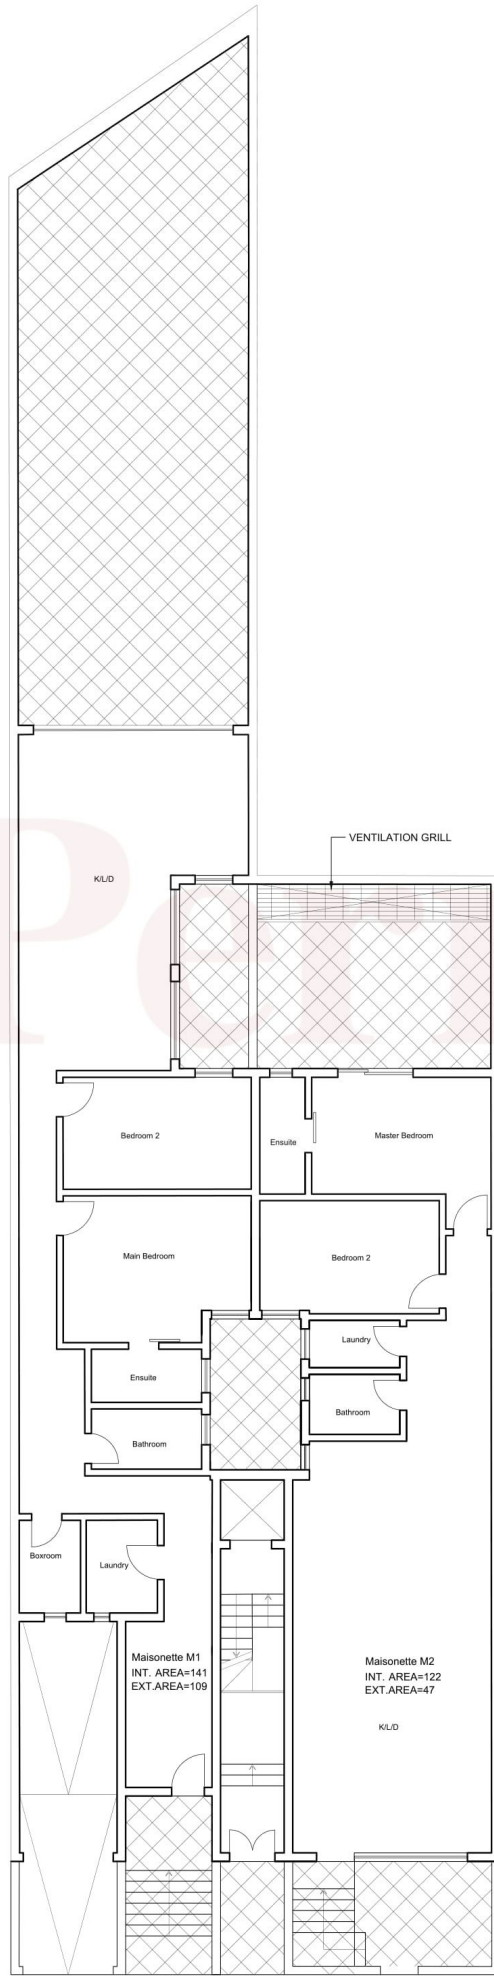 K/L/D
VENTILATION GRILL
Bedroom 2
Ensuite
Master Bedroom
Main Bedroom
Bedroom 2
Laundry
Ensuite
Bathroom
Bathroom
Boxroom
Laundry
Maisonette M1
INT. AREA=141
EXT.AREA=109
Maisonette M2
INT. AREA=122
EXT.AREA=47
K/L/D